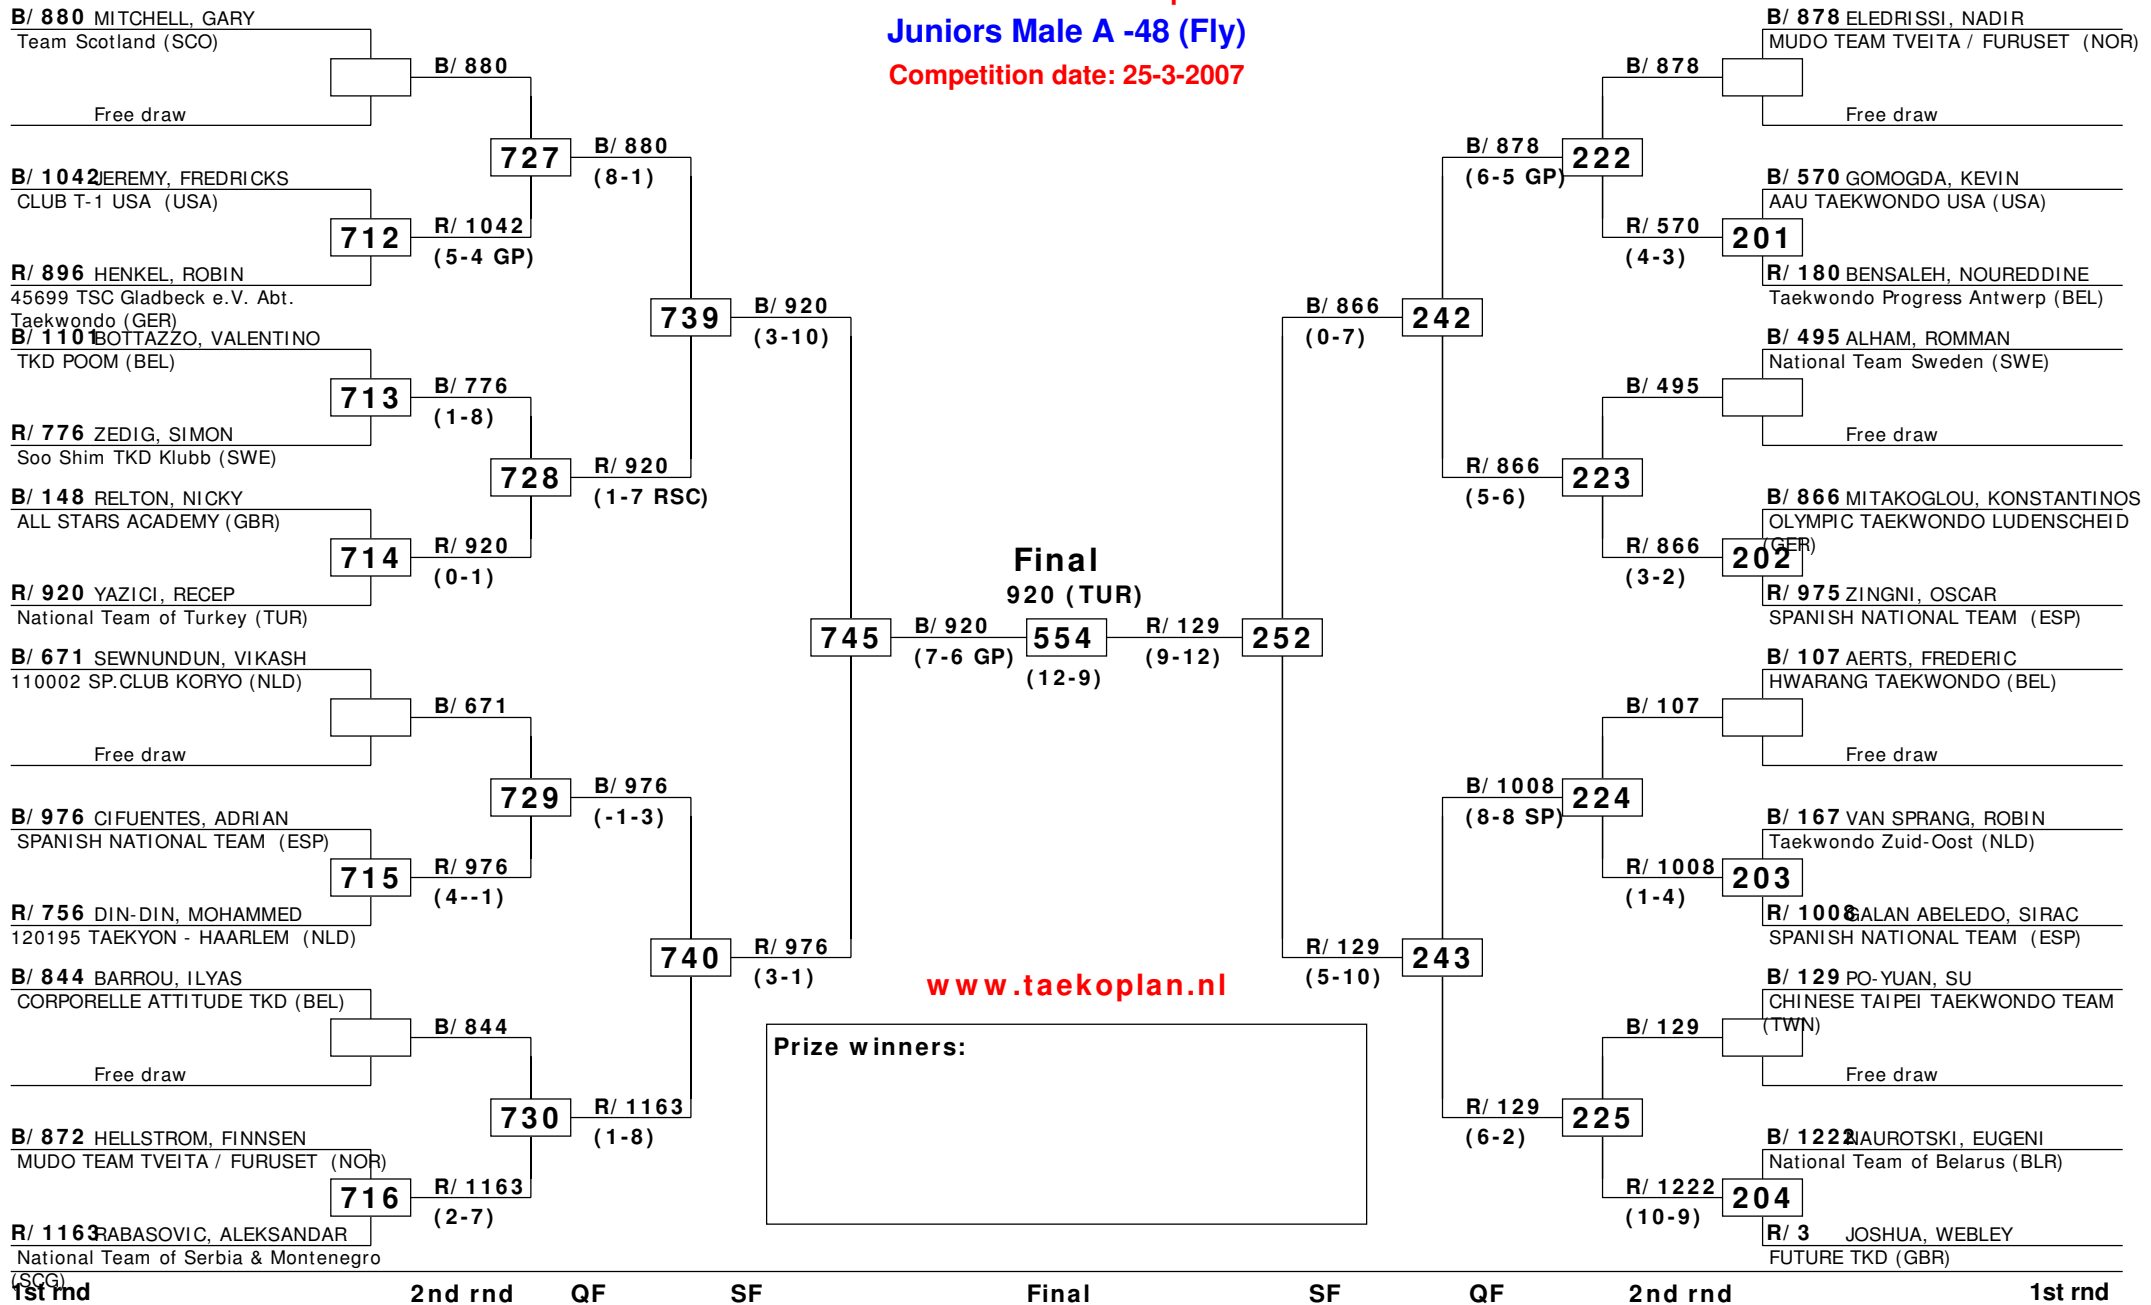 Juniors Male A -48 (Fly)
Competition date: 25-3-2007
B/ 880 MITCHELL, GARY
Team Scotland (SCO)
Free draw
B/ 1042 JEREMY, FREDRICKS
CLUB T-1 USA (USA)
712
R/ 896 HENKEL, ROBIN
45699 TSC Gladbeck e.V. Abt.
Taekwondo (GER)
B/ 1101 BOTTAZZO, VALENTINO
TKD POOM (BEL)
713
R/ 776 ZEDIG, SIMON
Soo Shim TKD Klubb (SWE)
B/ 148 RELTON, NICKY
ALL STARS ACADEMY (GBR)
714
R/ 920 YAZICI, RECEP
National Team of Turkey (TUR)
B/ 671 SEWNUNDUN, VIKASH
110002 SP.CLUB KORYO (NLD)
Free draw
B/ 976 CIFUENTES, ADRIAN
SPANISH NATIONAL TEAM (ESP)
715
R/ 756 DIN-DIN, MOHAMMED
120195 TAEKYON - HAARLEM (NLD)
B/ 844 BARROU, ILYAS
CORPORELLE ATTITUDE TKD (BEL)
Free draw
B/ 872 HELLSTROM, FINNSEN
MUDO TEAM TVEITA / FURUSET (NOR)
716
R/ 1163 RABASOVIC, ALEKSANDAR
National Team of Serbia & Montenegro
(SCG)
B/ 880
727
R/ 1042
(5-4 GP)
B/ 776
(1-8)
728
R/ 920
(0-1)
B/ 671
729
R/ 976
(4--1)
B/ 844
730
R/ 1163
(2-7)
B/ 880
(8-1)
739
R/ 920
(1-7 RSC)
B/ 976
(-1-3)
740
R/ 1163
(1-8)
B/ 920
(3-10)
745
R/ 976
(3-1)
Final
920 (TUR)
B/ 920
(7-6 GP)
554
(12-9)
R/ 129
(9-12)
252
www.taekoplan.nl
Prize winners:
B/ 866
(0-7)
242
R/ 129
(5-10)
243
B/ 878
(6-5 GP)
222
R/ 866
(5-6)
223
B/ 1008
(8-8 SP)
224
R/ 129
(6-2)
225
B/ 878
R/ 570
(4-3)
201
B/ 495
R/ 866
(3-2)
202
B/ 107
R/ 1008
(1-4)
203
B/ 129
R/ 1222
(10-9)
204
B/ 878 ELEDRISSI, NADIR
MUDO TEAM TVEITA / FURUSET (NOR)
Free draw
B/ 570 GOMOGDA, KEVIN
AAU TAEKWONDO USA (USA)
R/ 180 BENSALEH, NOUREDDINE
Taekwondo Progress Antwerp (BEL)
B/ 495 ALHAM, ROMMAN
National Team Sweden (SWE)
Free draw
B/ 866 MITAKOGLOU, KONSTANTINOS
OLYMPIC TAEKWONDO LUDENSCHEID
(GER)
R/ 975 ZINGNI, OSCAR
SPANISH NATIONAL TEAM (ESP)
B/ 107 AERTS, FREDERIC
HWARANG TAEKWONDO (BEL)
Free draw
B/ 167 VAN SPRANG, ROBIN
Taekwondo Zuid-Oost (NLD)
R/ 1008 GALAN ABELEDO, SIRAC
SPANISH NATIONAL TEAM (ESP)
B/ 129 PO-YUAN, SU
CHINESE TAIPEI TAEKWONDO TEAM
(TWN)
Free draw
B/ 1222 NAUROTSKI, EUGENI
National Team of Belarus (BLR)
R/ 3 JOSHUA, WEBLEY
FUTURE TKD (GBR)
1st rnd 2nd rnd QF SF Final SF QF 2nd rnd 1st rnd